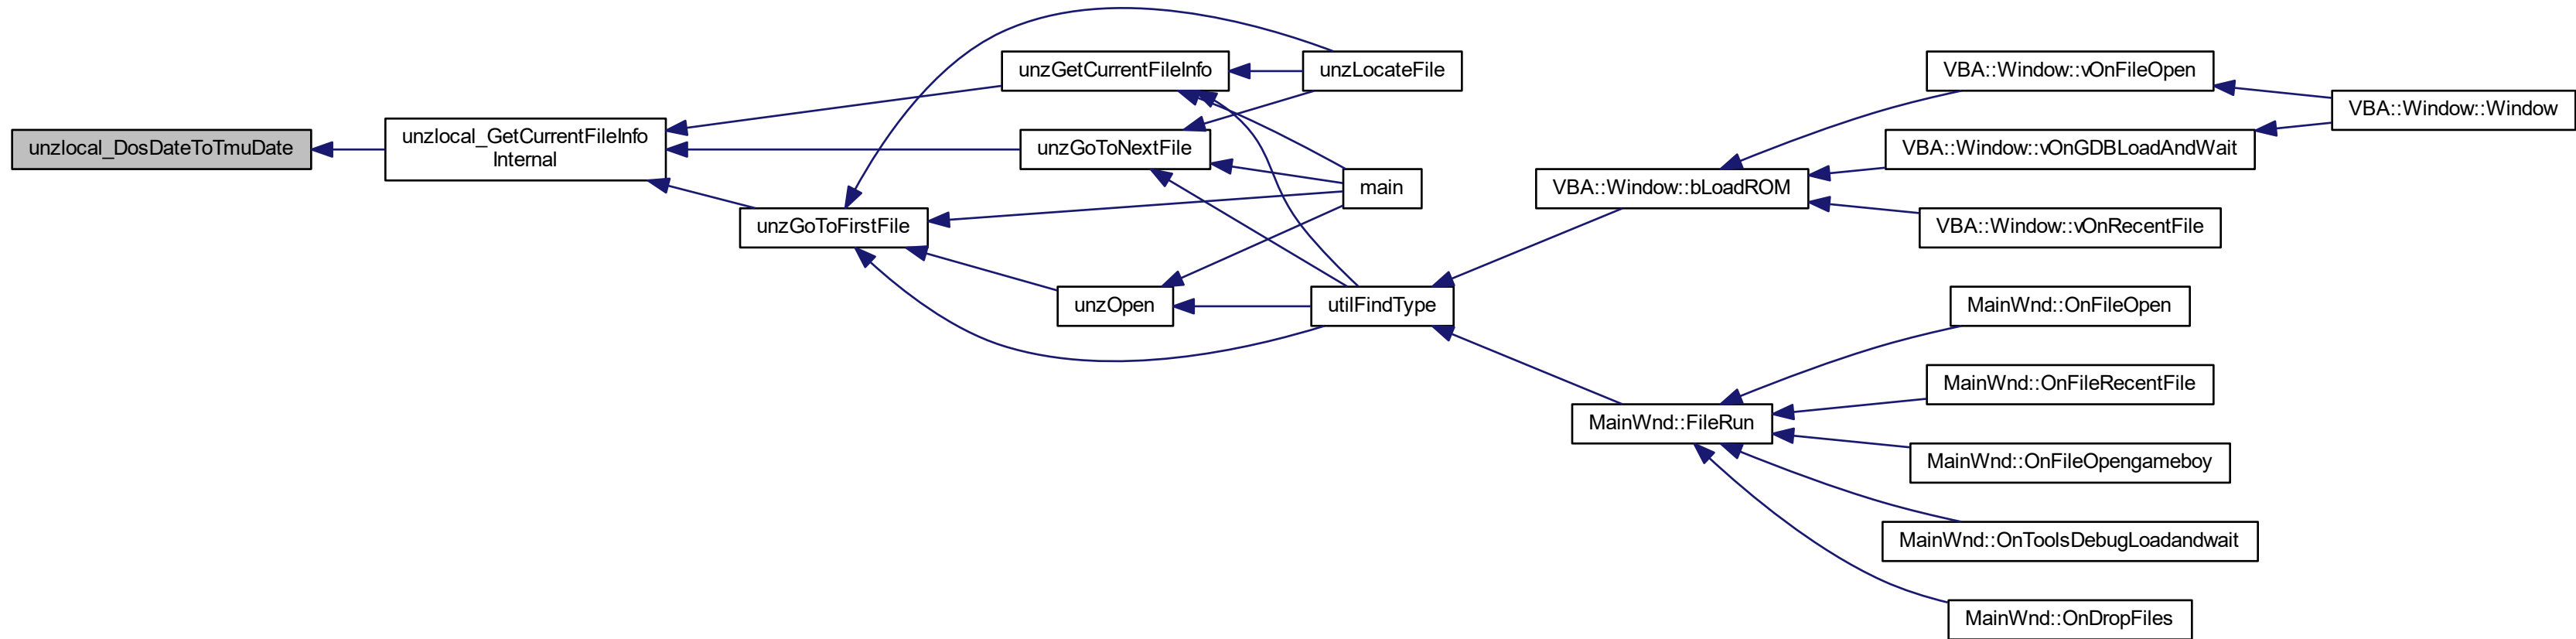 unzlocal_DosDateToTmuDate
unzlocal_GetCurrentFileInfo
Internal
unzGetCurrentFileInfo
unzGoToNextFile
unzGoToFirstFile
unzOpen
unzLocateFile
main
utilFindType
VBA::Window::bLoadROM
MainWnd::FileRun
VBA::Window::vOnFileOpen
VBA::Window::vOnGDBLoadAndWait
VBA::Window::vOnRecentFile
MainWnd::OnFileOpen
MainWnd::OnFileRecentFile
MainWnd::OnFileOpengameboy
MainWnd::OnToolsDebugLoadandwait
MainWnd::OnDropFiles
VBA::Window::Window